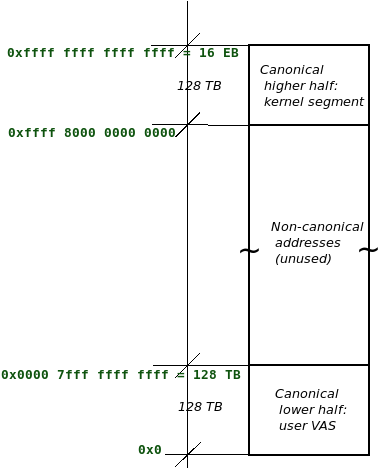 0xffff ffff ffff ffff = 16 EB
Canonical
higher half:
kernel segment
128 TB
0xffff 8000 0000 0000
Non-canonical
addresses
(unused)
~ ~
0x0000 7fff ffff ffff = 128 TB
Canonical
lower half:
user VAS
128 TB
0x0